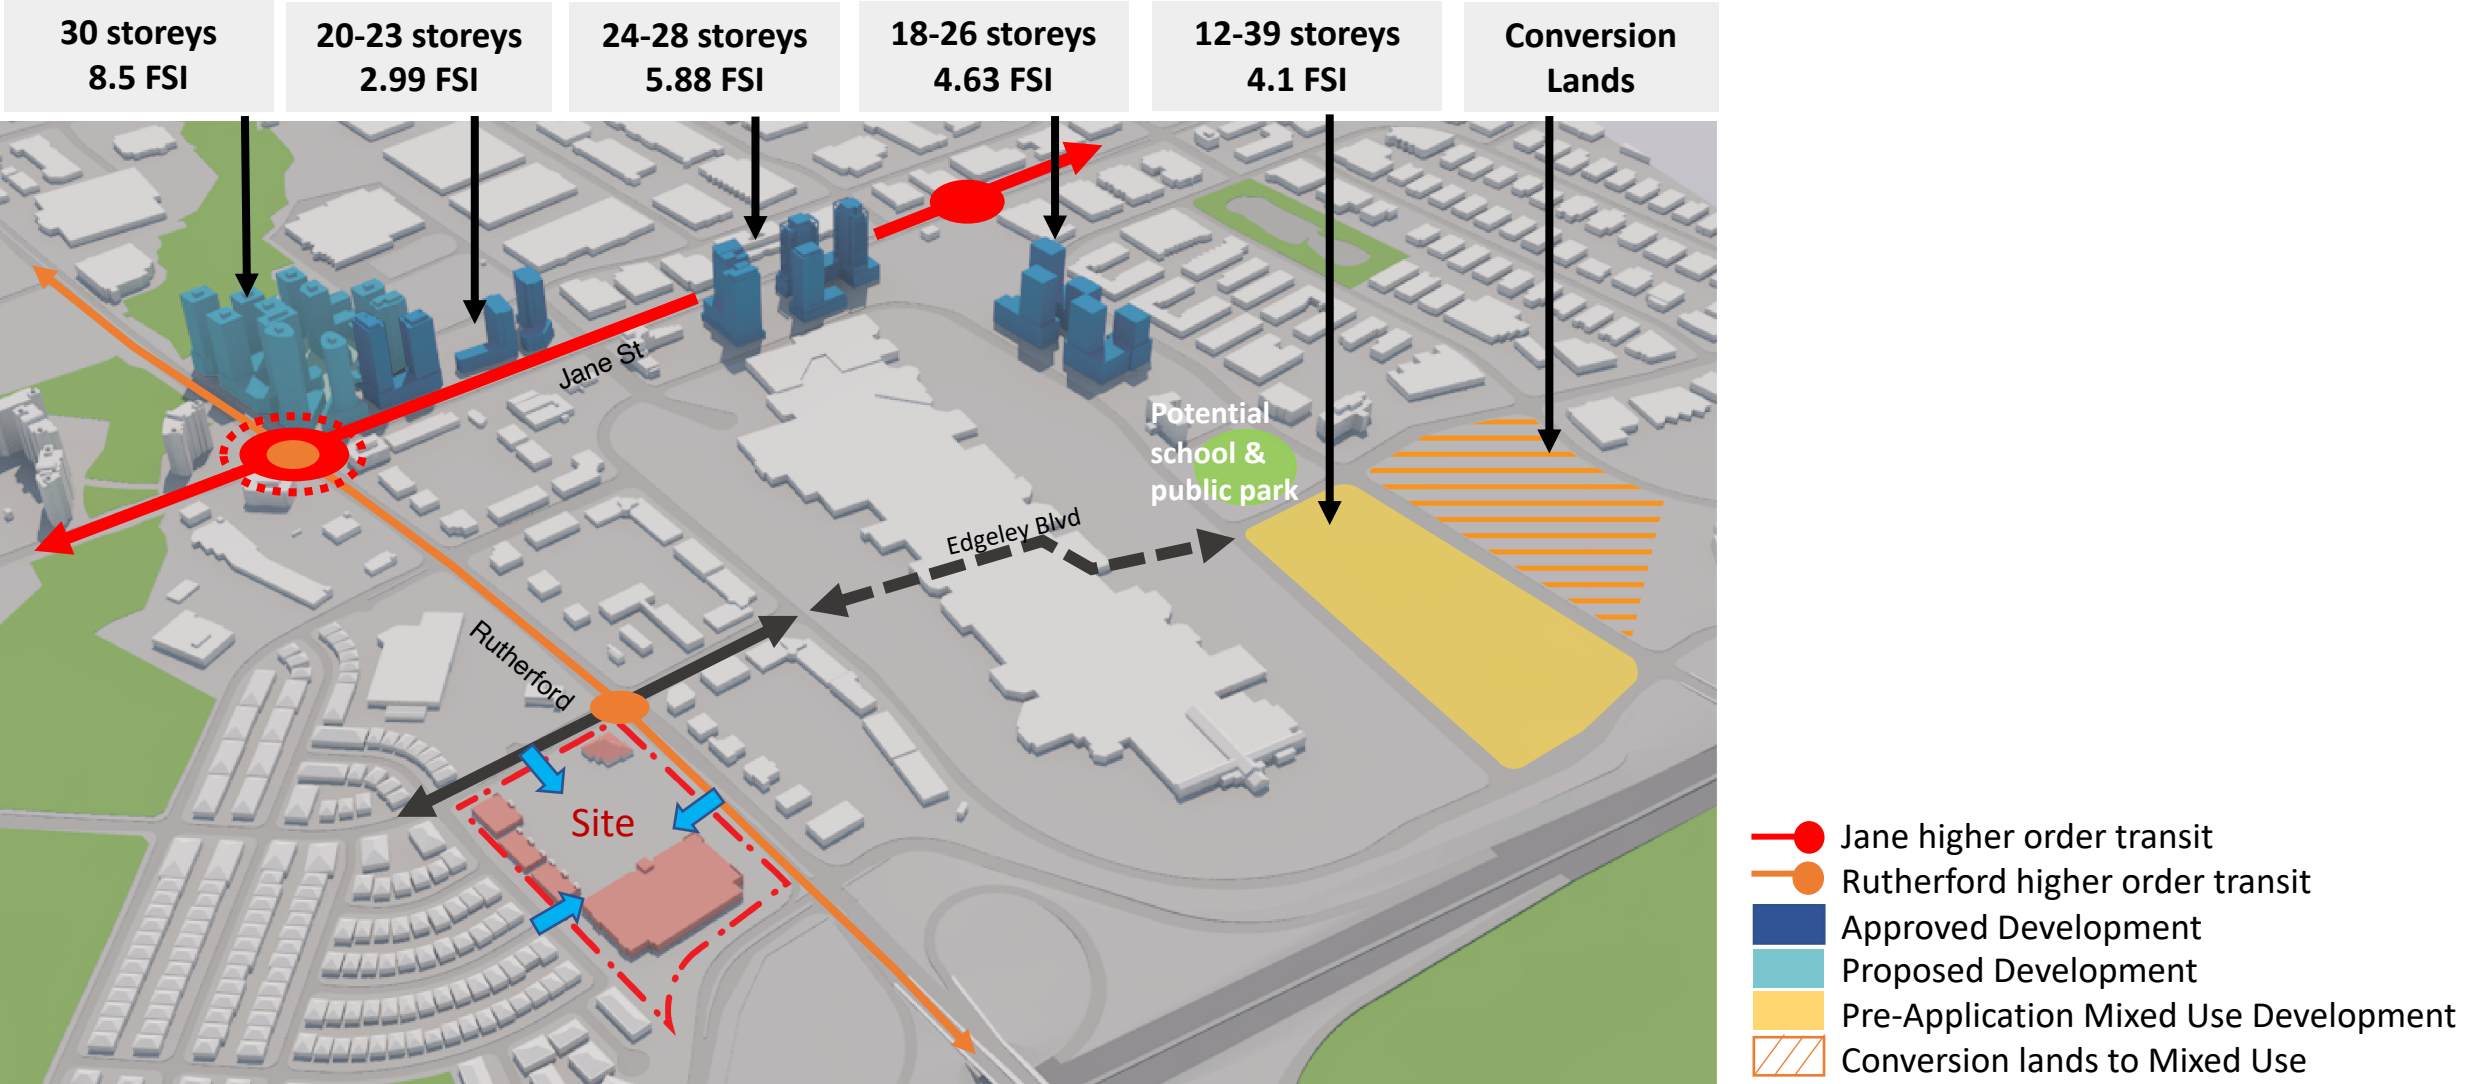 30 storeys
8.5 FSI
20-23 storeys
2.99 FSI
24-28 storeys
5.88 FSI
18-26 storeys
4.63 FSI
12-39 storeys
4.1 FSI
Conversion
Lands
Jane St
Potential
school &
public park
Edgeley Blvd
Rutherford
Site
Jane higher order transit
Rutherford higher order transit
Approved Development
Proposed Development
Pre-Application Mixed Use Development
Conversion lands to Mixed Use